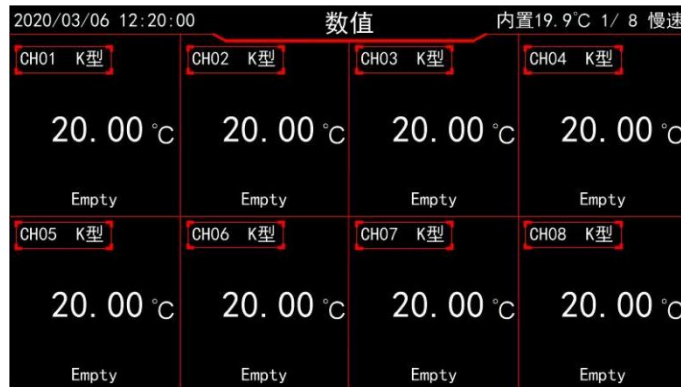 2020/03/06 12:20:00 数值 内置19.9℃ 1/ 8 慢速
CH01 K型 CH02 K型 CH03 K型 CH04 K型
20.00 ℃ 20.00 ℃ 20.00 ℃ 20.00 ℃
Empty Empty Empty Empty
CH05 K型 CH06 K型 CH07 K型 CH08 K型
20.00 ℃ 20.00 ℃ 20.00 ℃ 20.00 ℃
Empty Empty Empty Empty